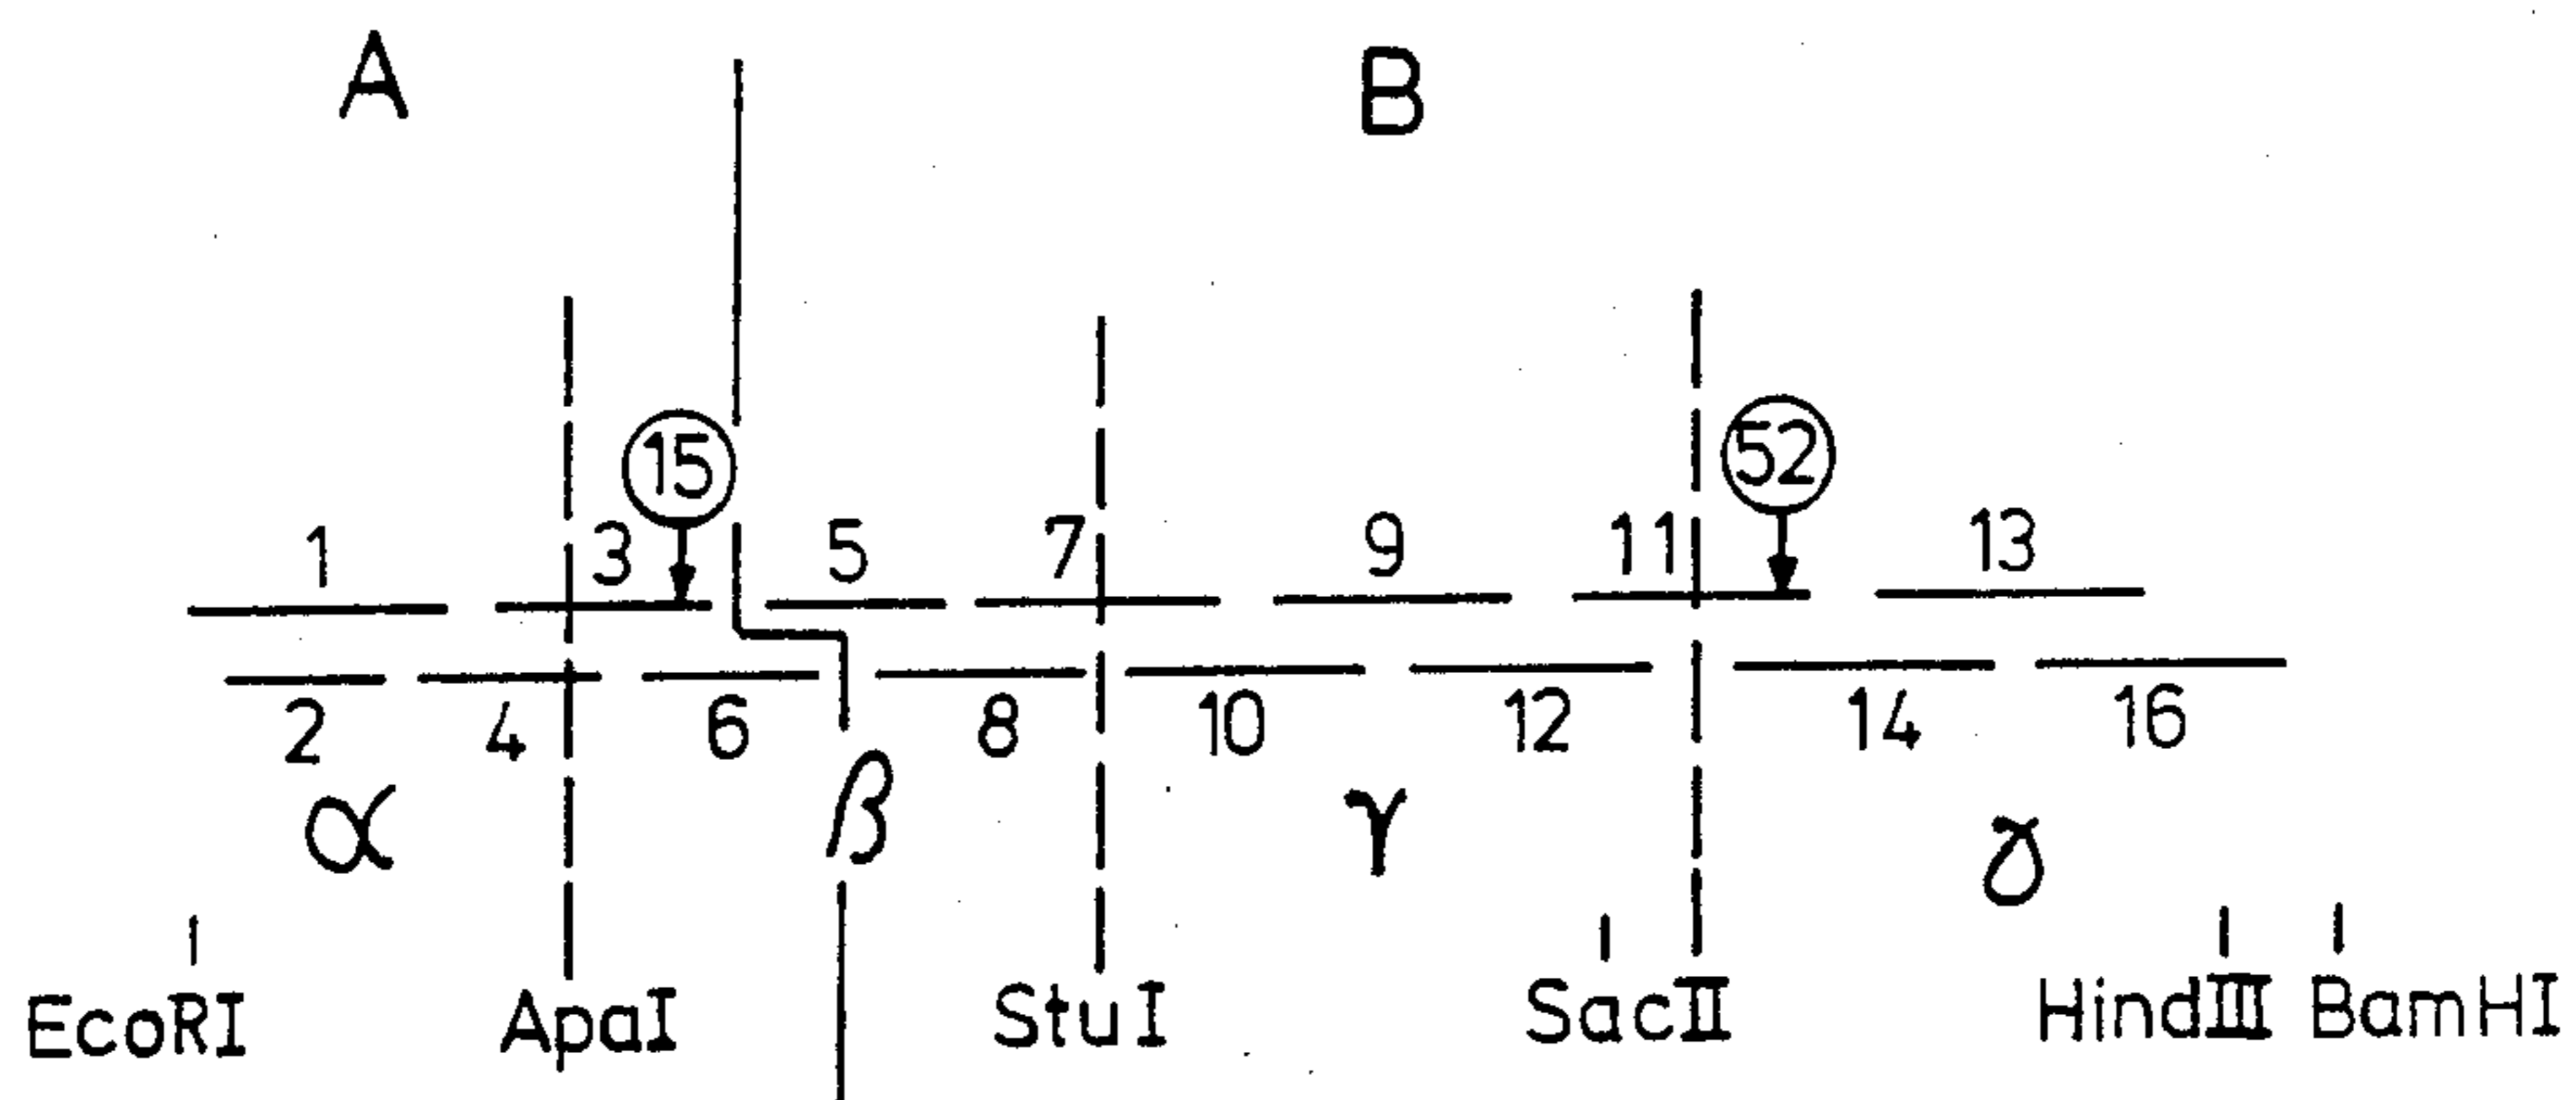 A B
15 52
1 3 5 7 9 11 13
2 4 6 8 10 12 14 16
α β γ δ
EcoRI ApaI StuI SacII HindIII BamHI